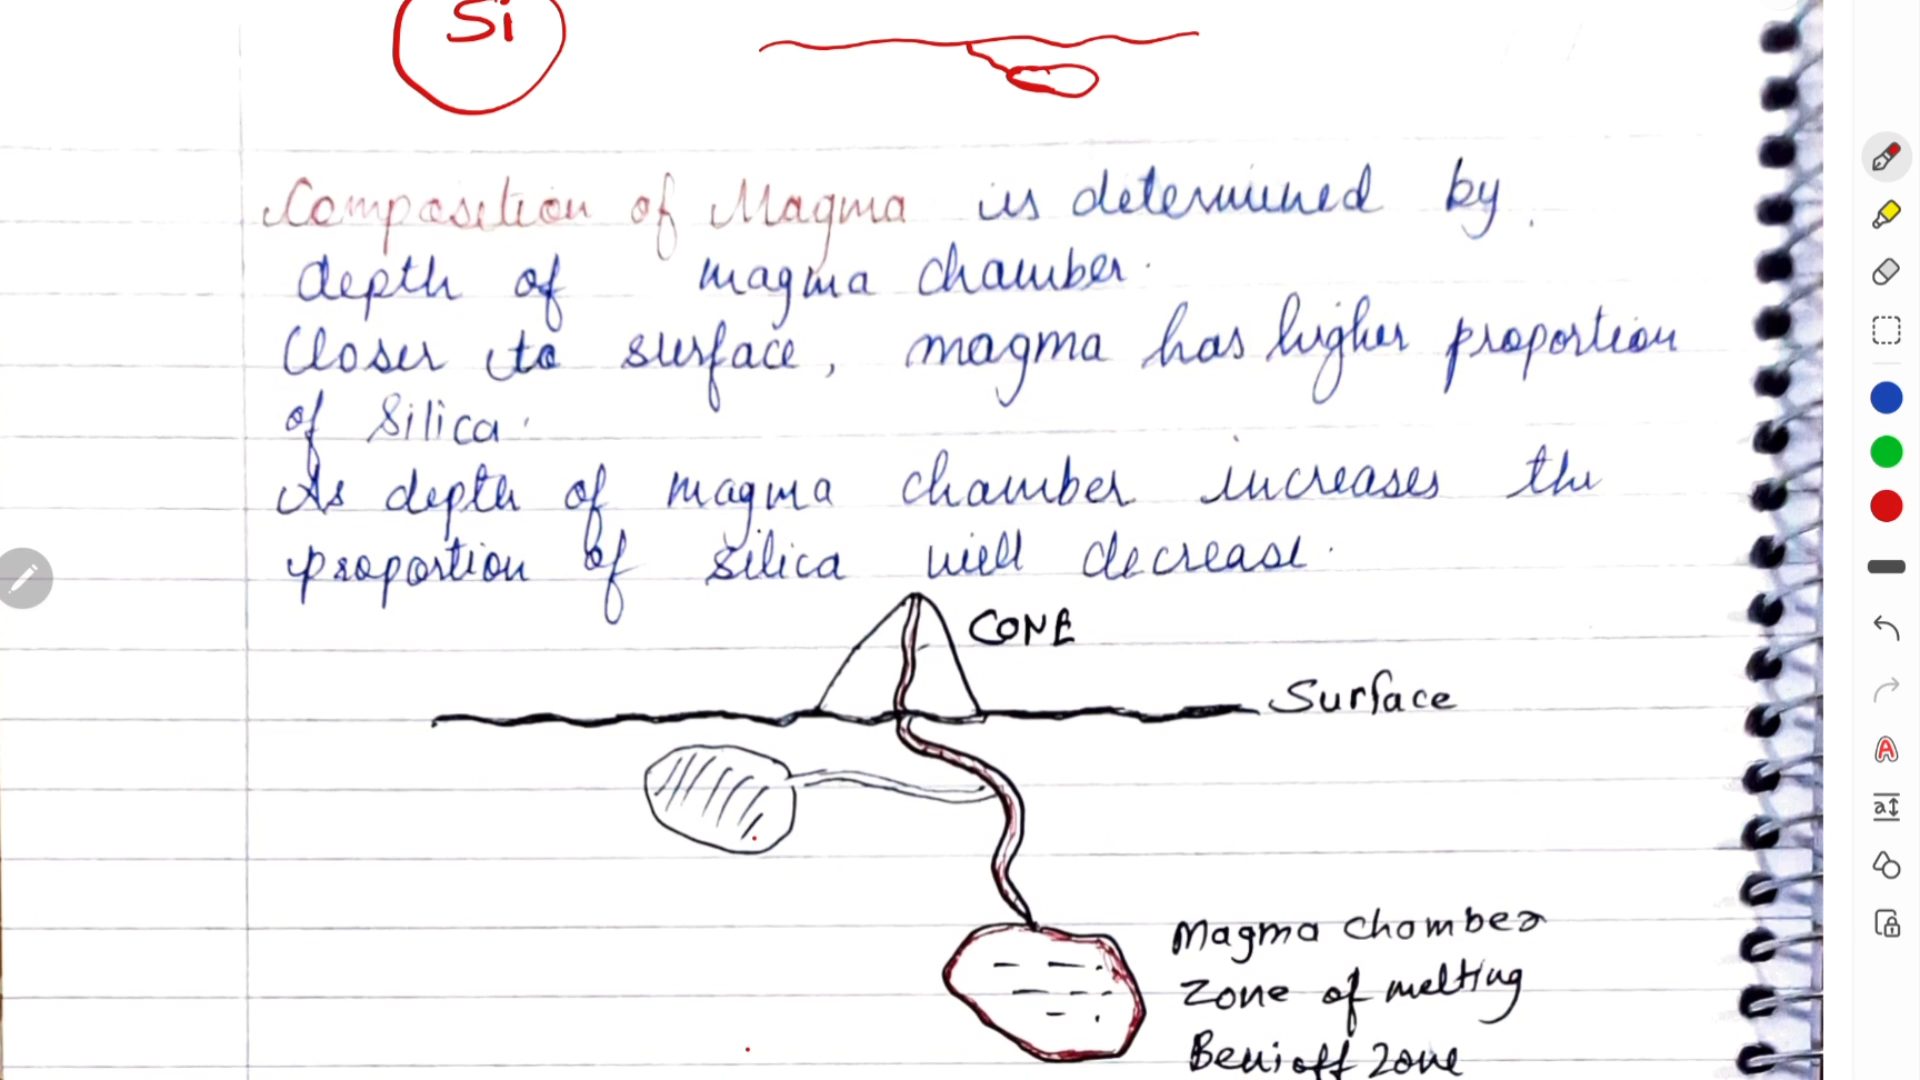 Si
Composition of Magma is determined by
depth of magma chamber.
Closer to surface, magma has higher proportion
of Silica.
As depth of magma chamber increases the
proportion of silica will decrease.
CONE
Surface
Magma chamber
Zone of melting
Benioff Zone